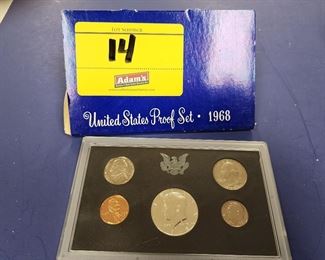 LOT NUMBER
14
Adam's
United States Proof Set · 1968